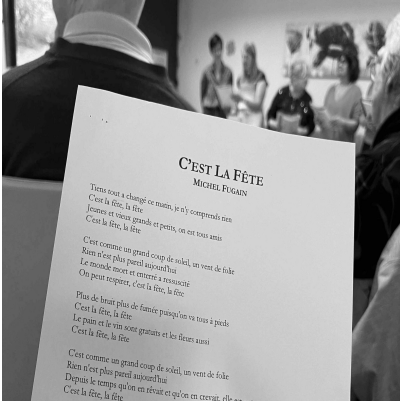 C'EST LA FÊTE
MICHEL FUGAIN
Tiens tout a changé ce matin, je n'y comprends rien
C'est la fête, la fête
Jeunes et vieux grands et petits, on est tous amis
C'est la fête, la fête
C'est comme un grand coup de soleil, un vent de folie
Rien n'est plus pareil aujourd'hui
Le monde mort et enterré a ressuscité
On peut respirer, c'est la fête, la fête
Plus de bruit plus de fumée puisqu'on va tous à pieds
C'est la fête, la fête
Le pain et le vin sont gratuits et les fleurs aussi
C'est la fête, la fête
C'est comme un grand coup de soleil, un vent de folie
Rien n'est plus pareil aujourd'hui
Depuis le temps qu'on en rêvait et qu'on en crevait, elle
C'est la fête, la fête